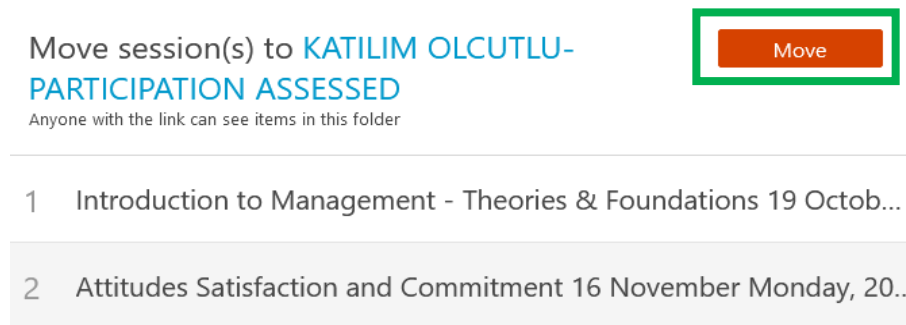 Move session(s) to KATILIM OLCUTLU-
PARTICIPATION ASSESSED
Move
Anyone with the link can see items in this folder
1 Introduction to Management - Theories & Foundations 19 Octob...
2 Attitudes Satisfaction and Commitment 16 November Monday, 20..